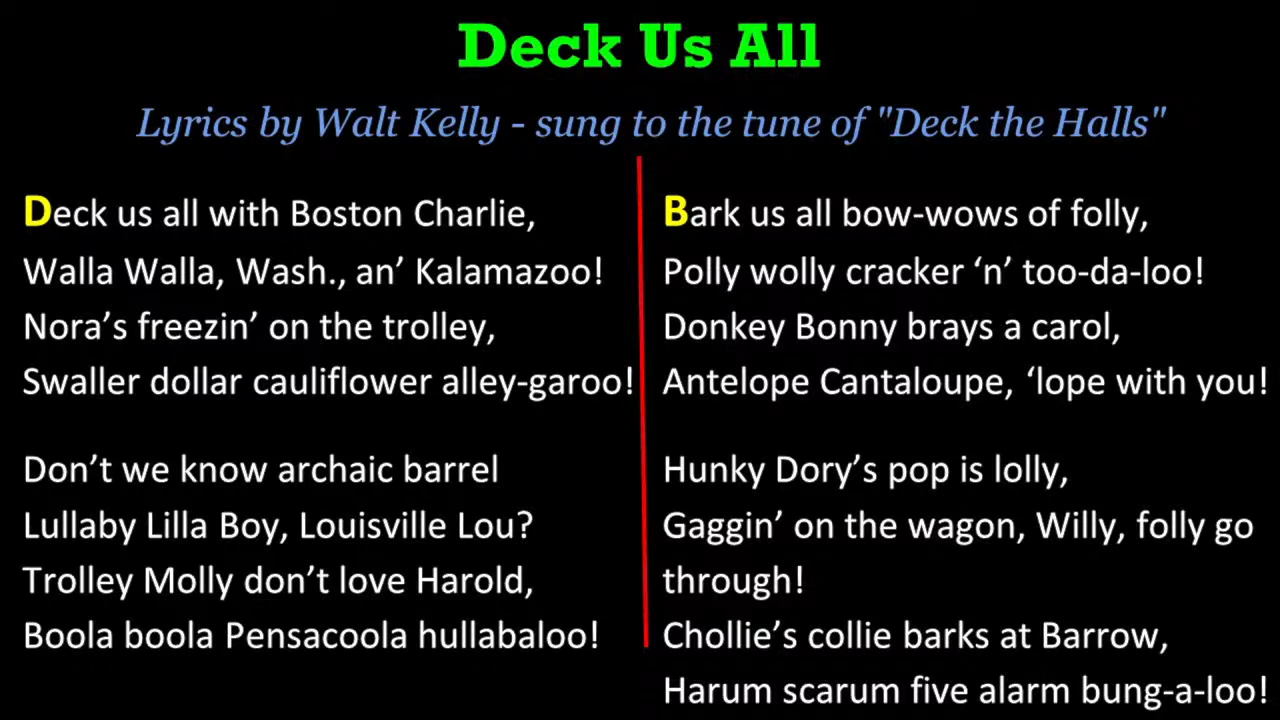 Deck Us All
Lyrics by Walt Kelly - sung to the tune of "Deck the Halls"
Deck us all with Boston Charlie,
Walla Walla, Wash., an’ Kalamazoo!
Nora’s freezin’ on the trolley,
Swaller dollar cauliflower alley-garoo!
Don’t we know archaic barrel
Lullaby Lilla Boy, Louisville Lou?
Trolley Molly don’t love Harold,
Boola boola Pensacoola hullabaloo!
Bark us all bow-wows of folly,
Polly wolly cracker ‘n’ too-da-loo!
Donkey Bonny brays a carol,
Antelope Cantaloupe, ‘lope with you!
Hunky Dory’s pop is lolly,
Gaggin’ on the wagon, Willy, folly go
through!
Chollie’s collie barks at Barrow,
Harum scarum five alarm bung-a-loo!